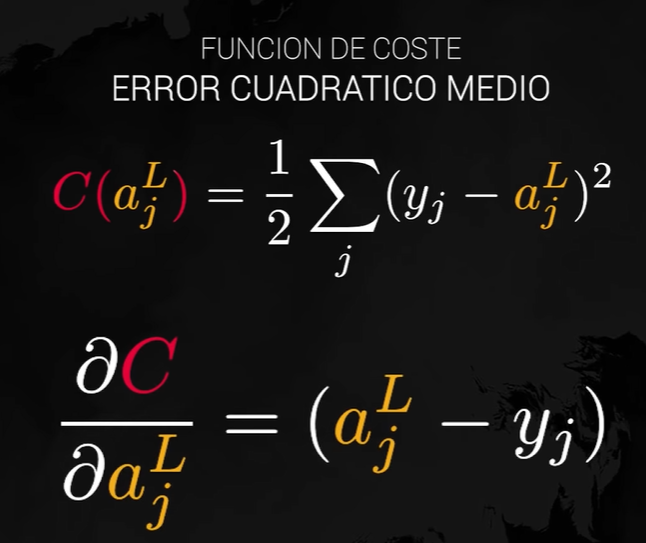 FUNCION DE COSTE
ERROR CUADRATICO MEDIO
C(a_j^L) = \frac{1}{2} \sum_j (y_j - a_j^L)^2
\frac{\partial C}{\partial a_j^L} = (a_j^L - y_j)